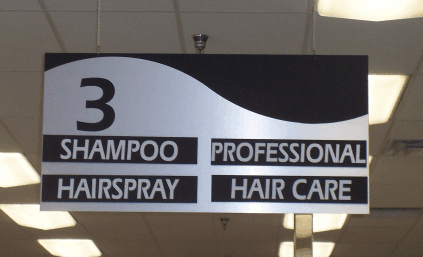 3
SHAMPOO
HAIRSPRAY
PROFESSIONAL
HAIR CARE